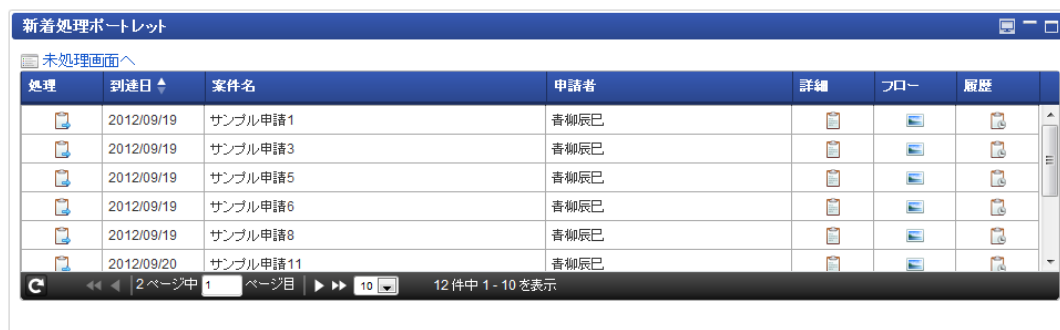 新着処理ポートレット
未処理画面へ
処理 到達日 案件名 申請者 詳細 フロー 履歴
2012/09/19 サンプル申請1 青柳辰巳
2012/09/19 サンプル申請3 青柳辰巳
2012/09/19 サンプル申請5 青柳辰巳
2012/09/19 サンプル申請6 青柳辰巳
2012/09/19 サンプル申請8 青柳辰巳
2012/09/20 サンプル申請11 青柳辰巳
2ページ中 1 ページ目 10 12件中 1 - 10 を表示